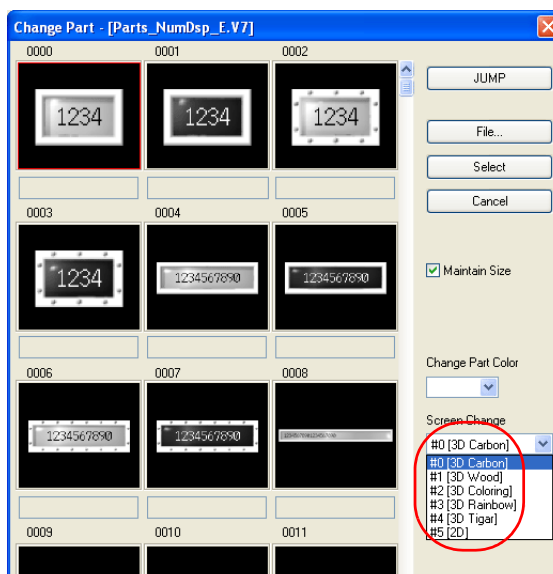 Change Part - [Parts_NumDsp_E.V7]
0000 0001 0002
1234 1234 1234
JUMP
File...
Select
Cancel
0003 0004 0005
1234 1234567890 1234567890
Maintain Size
0006 0007 0008
1234567890 1234567890
Change Part Color
Screen Change
#0 [3D Carbon]
#0 [3D Carbon]
#1 [3D Wood]
#2 [3D Coloring]
#3 [3D Rainbow]
#4 [3D Tigar]
#5 [2D]
0009 0010 0011